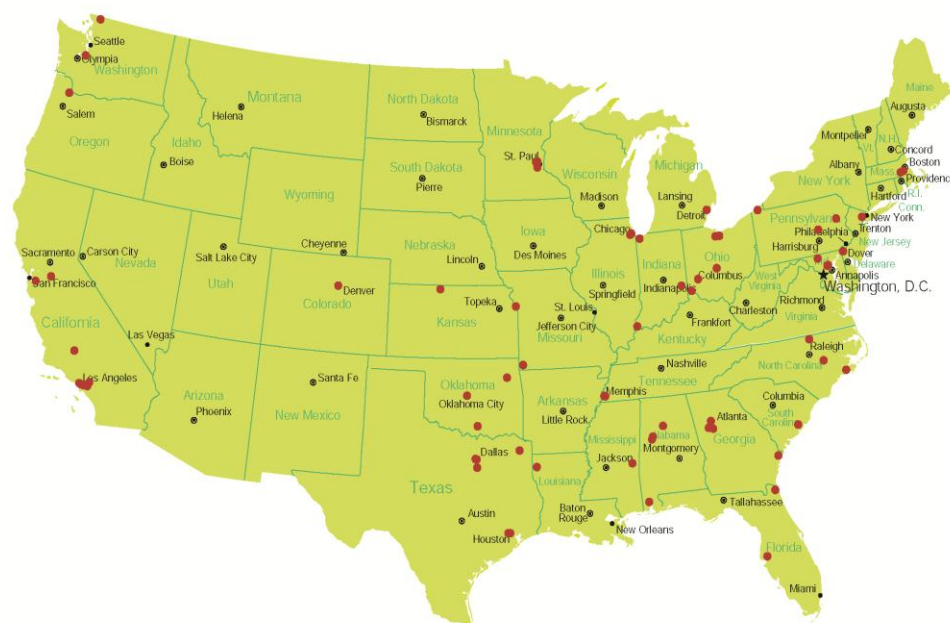 Seattle
Olympia
Washington
Salem
Oregon
Helena
Montana
Idaho
Boise
North Dakota
Bismarck
South Dakota
Pierre
Minnesota
St. Paul
Wisconsin
Madison
Michigan
Lansing
Detroit
Maine
Augusta
Montpelier
Vt.
N.H.
Concord
Albany
Boston
Mass.
Providenc
Hartford
R.I.
Conn.
New York
New York
Wyoming
Cheyenne
Nebraska
Lincoln
Iowa
Des Moines
Chicago
Illinois
Springfield
Indiana
Indianapolis
Ohio
Columbus
Pennsylvan
Philadelphia
Harrisburg
Trenton
New Jersey
Dover
Delaware
Annapolis
Washington, D.C.
West
Virginia
Charleston
Richmond
Virginia
Sacramento
Carson City
Nevada
San Francisco
California
Las Vegas
Los Angeles
Salt Lake City
Utah
Denver
Colorado
Topeka
Kansas
St. Louis
Jefferson City
Missouri
Frankfort
Kentucky
Nashville
Tennessee
Memphis
Raleigh
North Carolina
Columbia
South
Carolina
Arizona
Phoenix
Santa Fe
New Mexico
Oklahoma
Oklahoma City
Arkansas
Little Rock
Mississippi
Jackson
Alabama
Montgomery
Atlanta
Georgia
Dallas
Texas
Austin
Houston
Louisiana
Baton
Rouge
New Orleans
Tallahassee
Florida
Miami